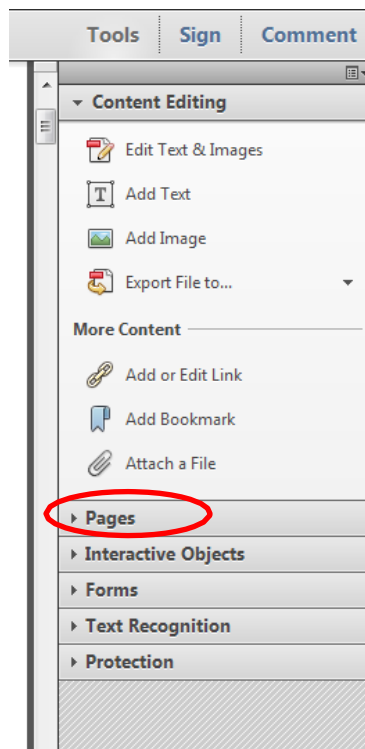 Tools Sign Comment
Content Editing
Edit Text & Images
T Add Text
Add Image
Export File to...
More Content
Add or Edit Link
Add Bookmark
Attach a File
Pages
Interactive Objects
Forms
Text Recognition
Protection